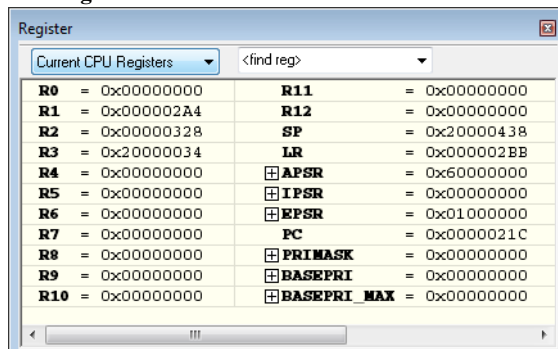 Register
Current CPU Registers <find reg>
R0 = 0x00000000 R11 = 0x00000000
R1 = 0x000002A4 R12 = 0x00000000
R2 = 0x00000328 SP = 0x20000438
R3 = 0x20000034 LR = 0x000002BB
R4 = 0x00000000 APSR = 0x60000000
R5 = 0x00000000 IPSR = 0x00000000
R6 = 0x00000000 EPSR = 0x01000000
R7 = 0x00000000 PC = 0x0000021C
R8 = 0x00000000 PRIMASK = 0x00000000
R9 = 0x00000000 BASEPRI = 0x00000000
R10 = 0x00000000 BASEPRI_MAX = 0x00000000